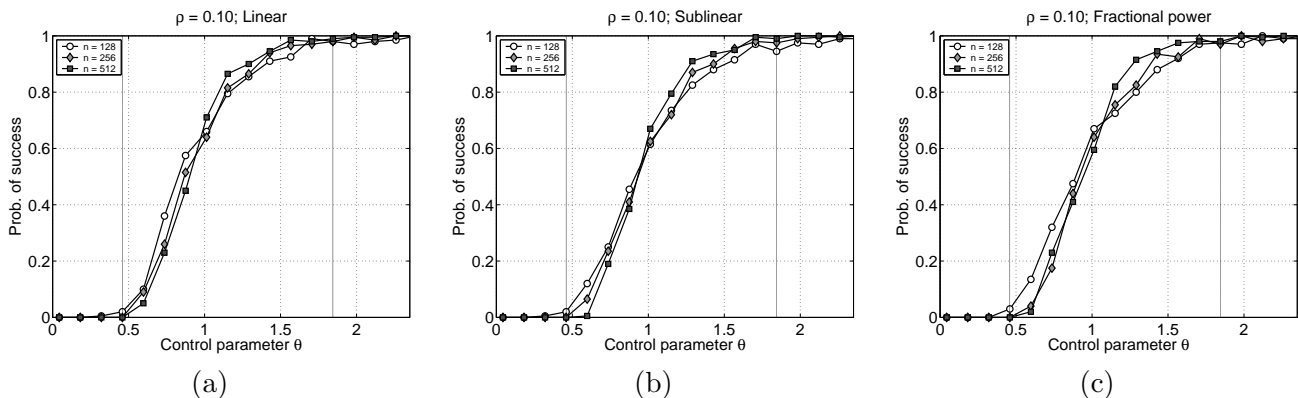 ρ = 0.10; Linear
1
0.8
0.6
0.4
0.2
0
Prob. of success
n = 128
n = 256
n = 512
0 0.5 1 1.5 2
Control parameter θ
(a)
ρ = 0.10; Sublinear
1
0.8
0.6
0.4
0.2
0
Prob. of success
n = 128
n = 256
n = 512
0 0.5 1 1.5 2
Control parameter θ
(b)
ρ = 0.10; Fractional power
1
0.8
0.6
0.4
0.2
0
Prob. of success
n = 128
n = 256
n = 512
0 0.5 1 1.5 2
Control parameter θ
(c)